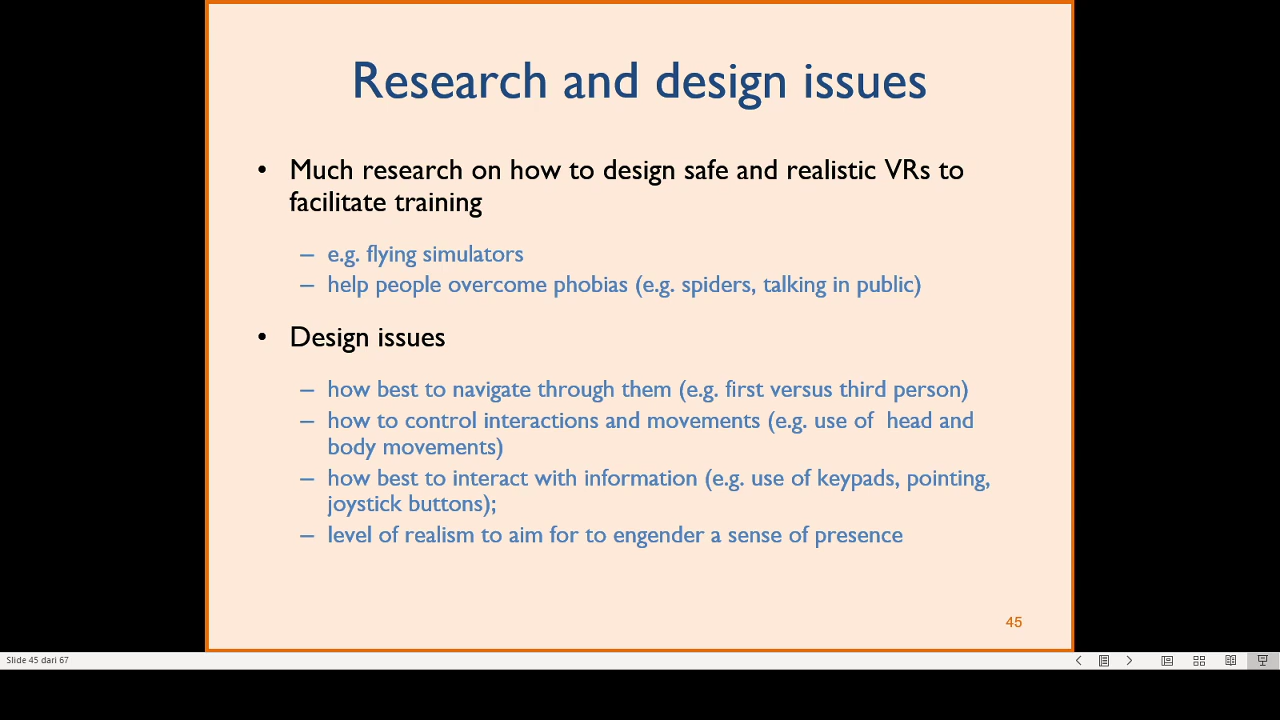 Research and design issues
• Much research on how to design safe and realistic VRs to
facilitate training
– e.g. flying simulators
– help people overcome phobias (e.g. spiders, talking in public)
• Design issues
– how best to navigate through them (e.g. first versus third person)
– how to control interactions and movements (e.g. use of  head and
body movements)
– how best to interact with information (e.g. use of keypads, pointing,
joystick buttons);
– level of realism to aim for to engender a sense of presence
45
Slide 45 dari 67